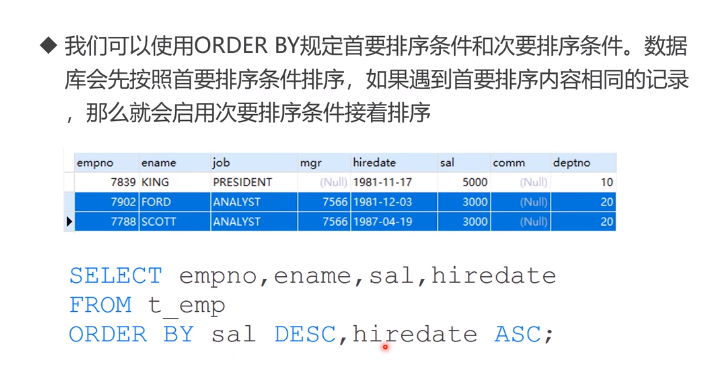 ◆ 我们可以使用ORDER BY规定首要排序条件和次要排序条件。数据
库会先按照首要排序条件排序，如果遇到首要排序内容相同的记录
，那么就会启用次要排序条件接着排序
empno ename job mgr hiredate sal comm deptno
7839 KING PRESIDENT (Null) 1981-11-17 5000 (Null) 10
7902 FORD ANALYST 7566 1981-12-03 3000 (Null) 20
7788 SCOTT ANALYST 7566 1987-04-19 3000 (Null) 20
SELECT empno,ename,sal,hiredate
FROM t_emp
ORDER BY sal DESC,hiredate ASC;